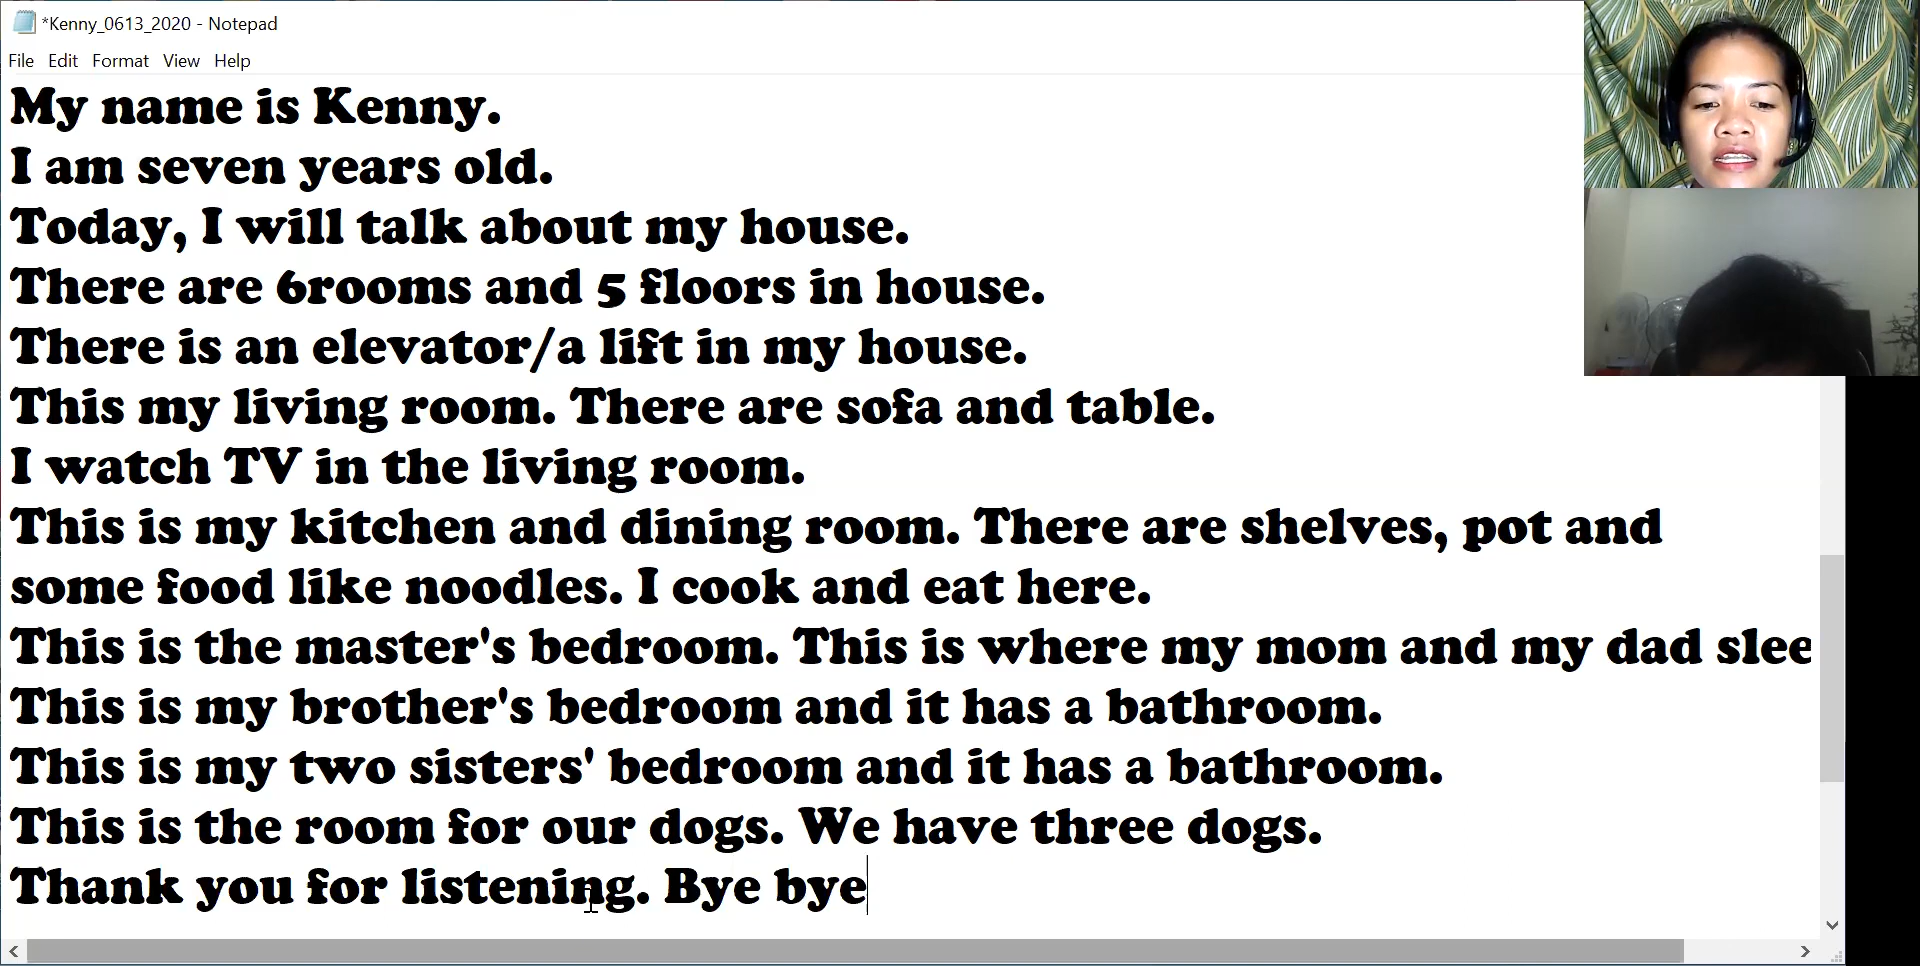 *Kenny_0613_2020 - Notepad
File Edit Format View Help
My name is Kenny.
I am seven years old.
Today, I will talk about my house.
There are 6rooms and 5 floors in house.
There is an elevator/a lift in my house.
This my living room. There are sofa and table.
I watch TV in the living room.
This is my kitchen and dining room. There are shelves, pot and
some food like noodles. I cook and eat here.
This is the master's bedroom. This is where my mom and my dad slee
This is my brother's bedroom and it has a bathroom.
This is my two sisters' bedroom and it has a bathroom.
This is the room for our dogs. We have three dogs.
Thank you for listening. Bye bye